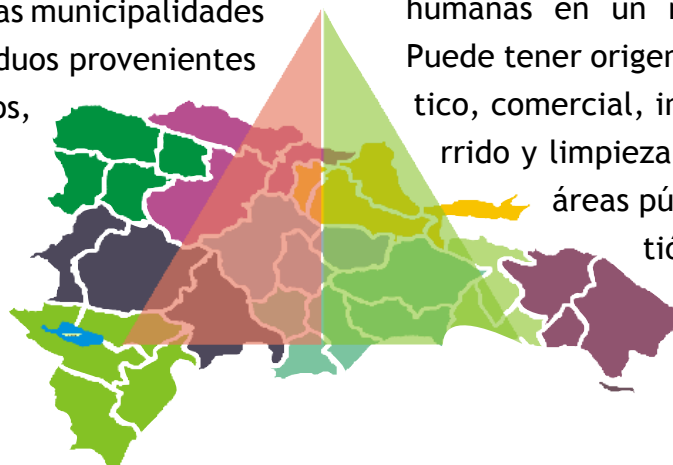 as municipalidades
duos provenientes
os,
humanas en un
Puede tener origen
tico, comercial, in
rrido y limpieza
áreas pú
tió